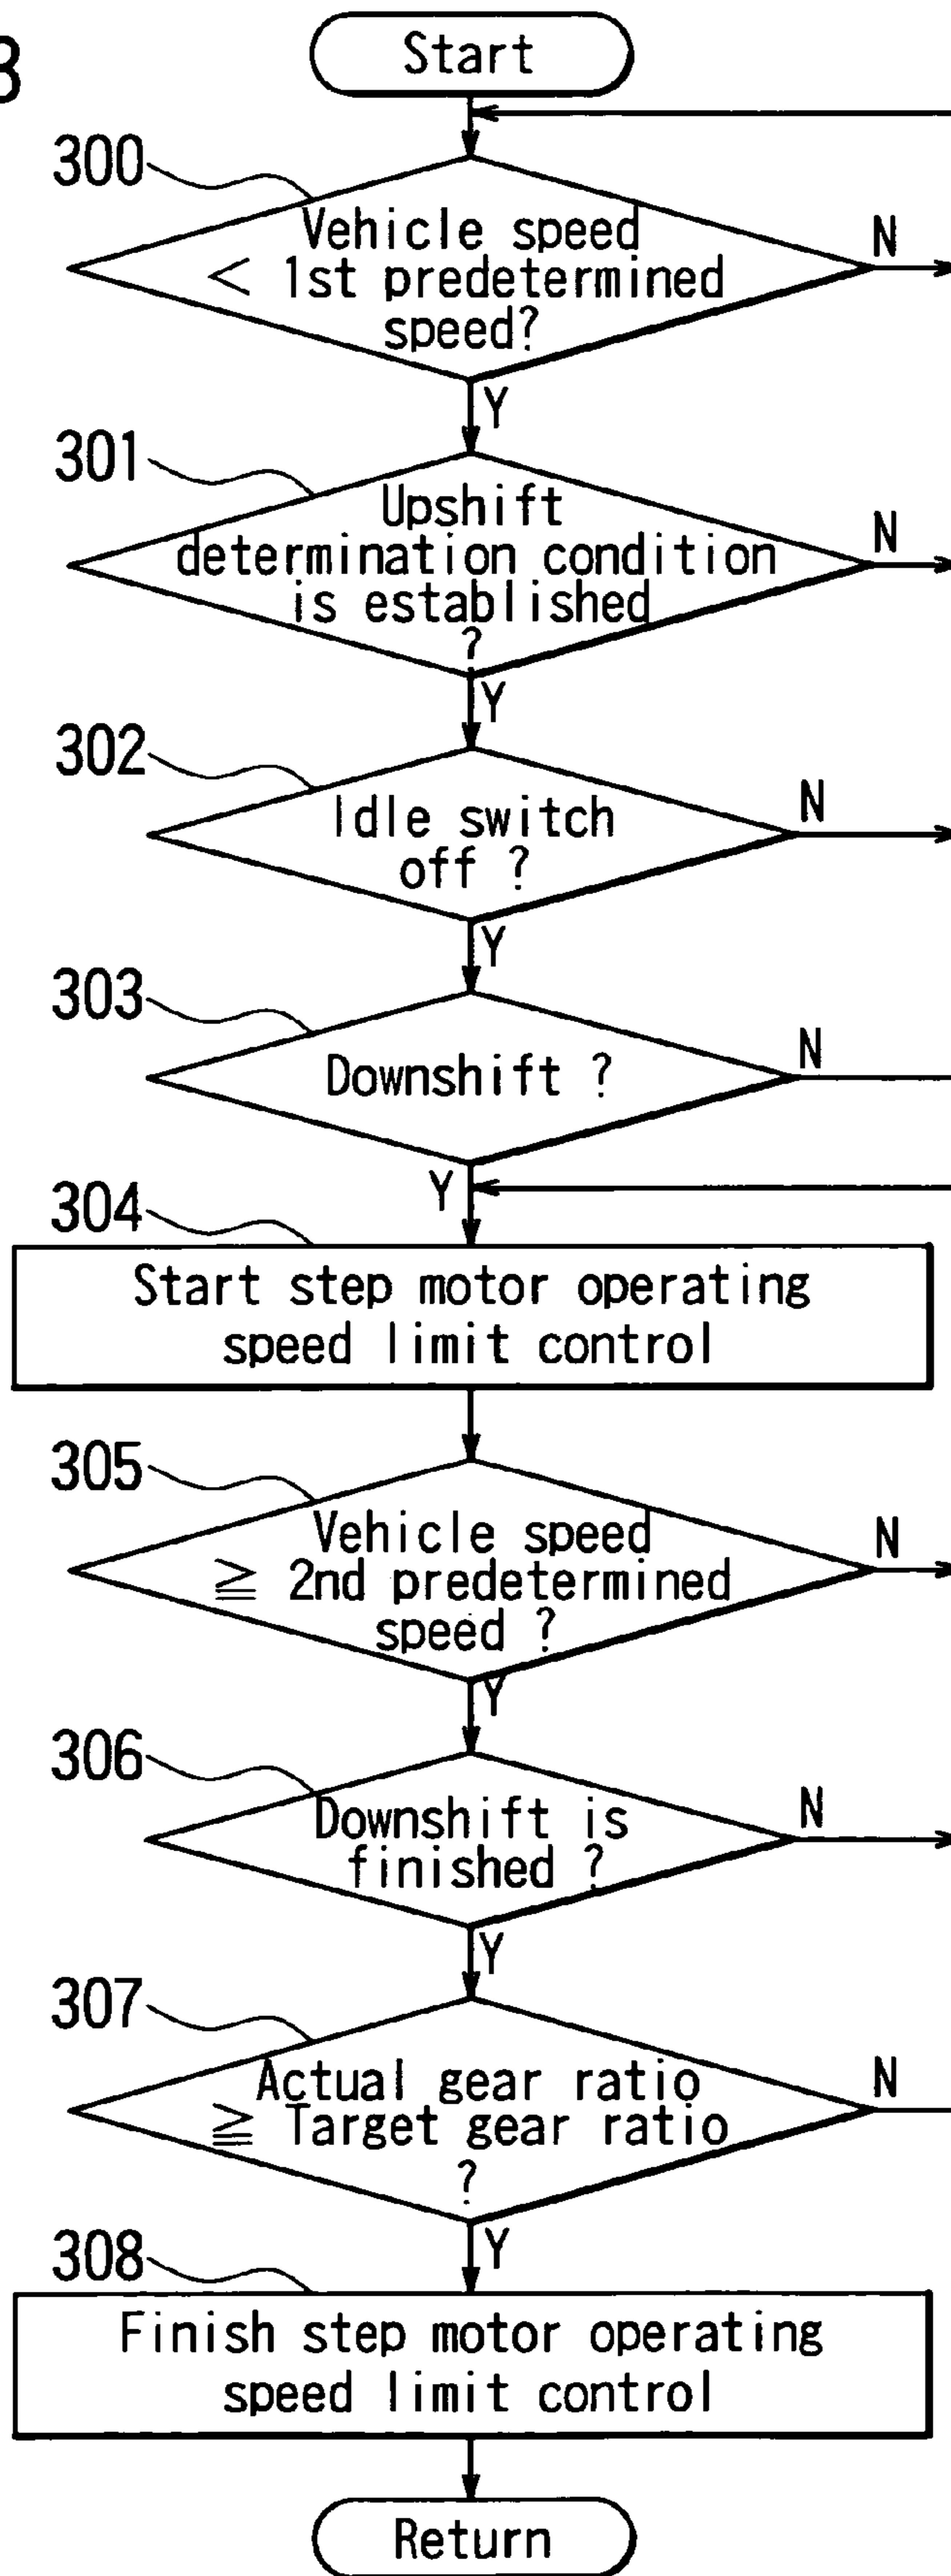 3
Start
300
Vehicle speed
< 1st predetermined
speed?
N
Y
301
Upshift
determination condition
is established
?
N
Y
302
Idle switch
off ?
N
Y
303
Downshift ?
N
Y
304
Start step motor operating
speed limit control
305
Vehicle speed
≧ 2nd predetermined
speed ?
N
Y
306
Downshift is
finished ?
N
Y
307
Actual gear ratio
≧ Target gear ratio
?
N
Y
308
Finish step motor operating
speed limit control
Return